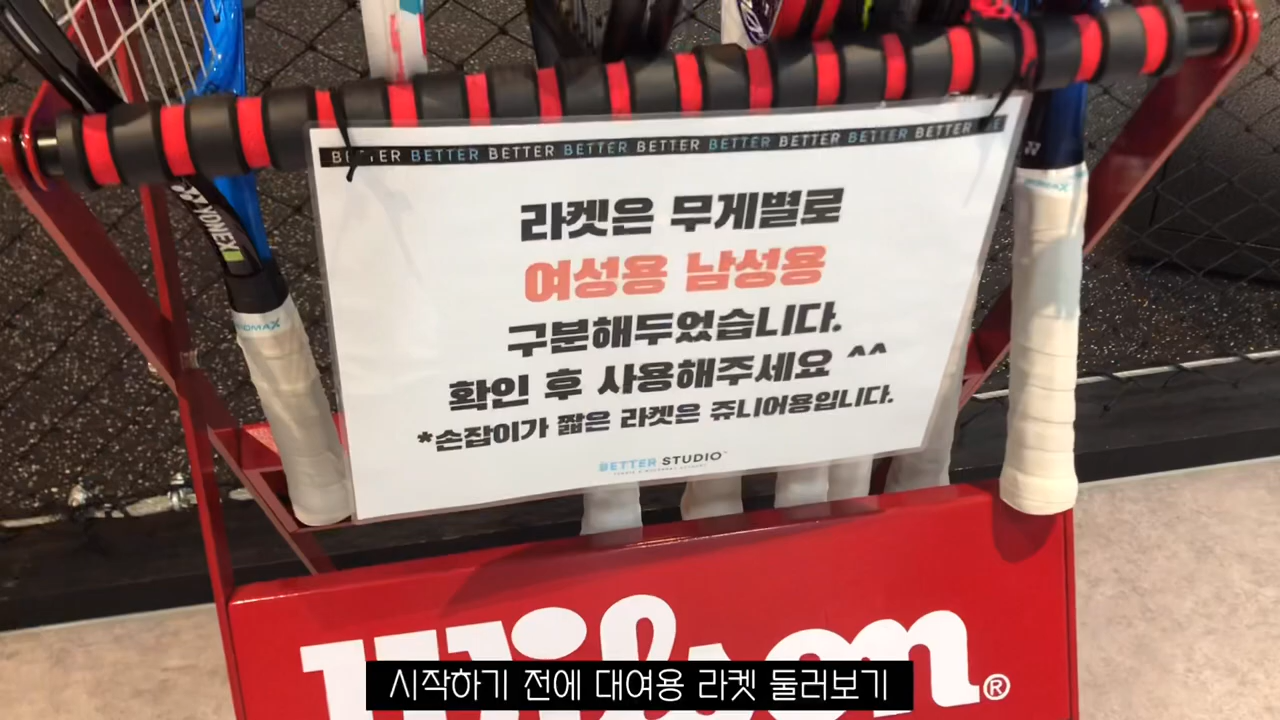 BETTER BETTER BETTER BETTER BETTER BETTER BETTER BETTER
라켓은 무게별로
여성용 남성용
구분해두었습니다.
확인 후 사용해주세요 ^^
*손잡이가 짧은 라켓은 쥬니어용입니다.
BETTER STUDIO
YONEX
Wilson®
시작하기 전에 대여용 라켓 둘러보기